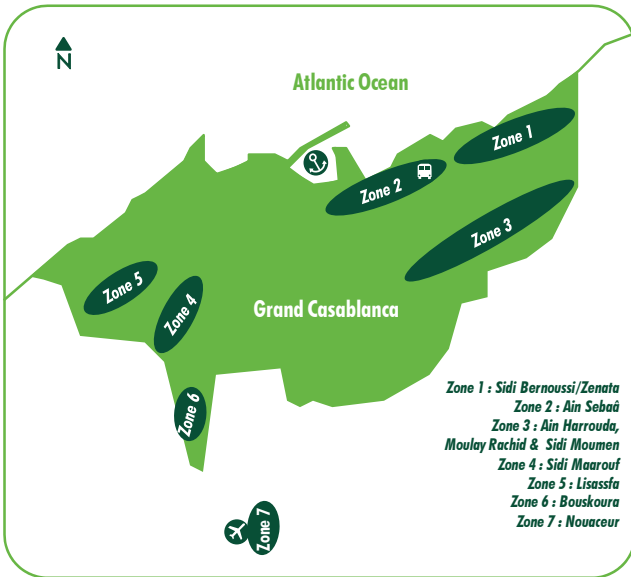 N
Atlantic Ocean
Zone 1
Zone 2
Zone 3
Zone 5
Zone 4
Grand Casablanca
Zone 6
Zone 7
Zone 1 : Sidi Bernoussi/Zenata
Zone 2 : Ain Sebaâ
Zone 3 : Ain Harrouda,
Moulay Rachid & Sidi Moumen
Zone 4 : Sidi Maarouf
Zone 5 : Lisassfa
Zone 6 : Bouskoura
Zone 7 : Nouaceur